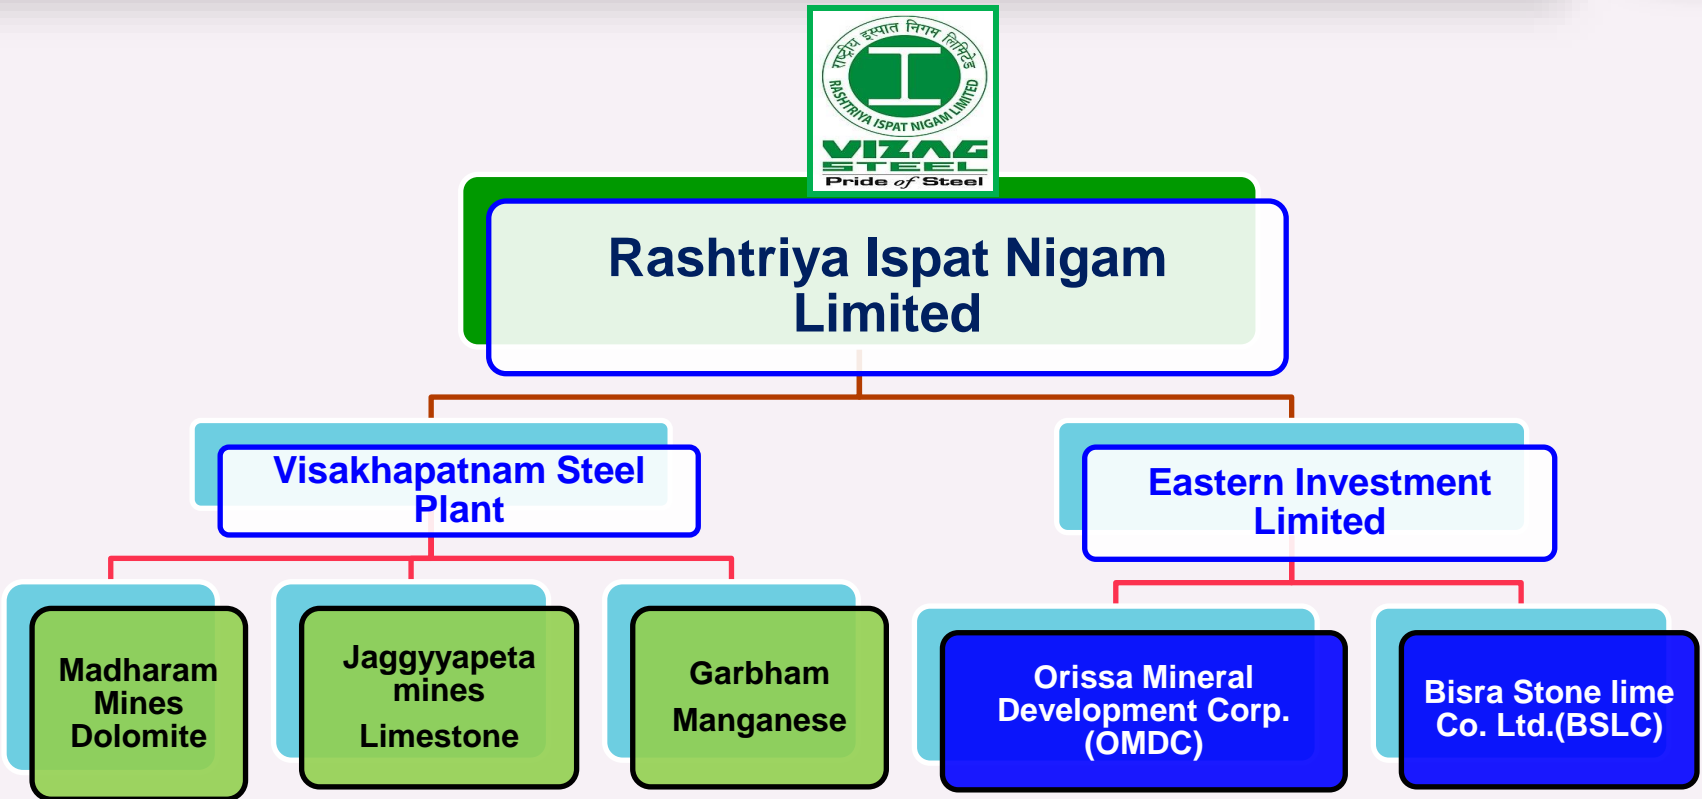 राष्ट्रीय इस्पात निगम लिमिटेड
RASHTRIYA ISPAT NIGAM LIMITED
VIZAG
STEEL
Pride of Steel
Rashtriya Ispat Nigam
Limited
Visakhapatnam Steel
Plant
Eastern Investment
Limited
Madharam
Mines
Dolomite
Jaggyyapeta
mines
Limestone
Garbham
Manganese
Orissa Mineral
Development Corp.
(OMDC)
Bisra Stone lime
Co. Ltd.(BSLC)